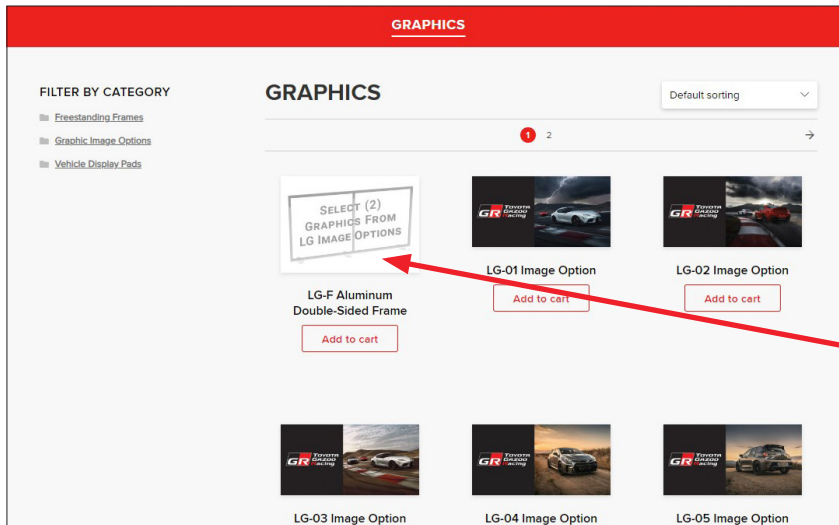 GRAPHICS
FILTER BY CATEGORY
Freestanding Frames
Graphic Image Options
Vehicle Display Pads
GRAPHICS
Default sorting
1 2
SELECT (2)
GRAPHICS FROM
LG IMAGE OPTIONS
LG-F Aluminum
Double-Sided Frame
Add to cart
GR TOYOTA
GAZOO
Racing
LG-01 Image Option
Add to cart
GR TOYOTA
GAZOO
Racing
LG-02 Image Option
Add to cart
GR TOYOTA
GAZOO
Racing
LG-03 Image Option
GR TOYOTA
GAZOO
Racing
LG-04 Image Option
GR TOYOTA
GAZOO
Racing
LG-05 Image Option